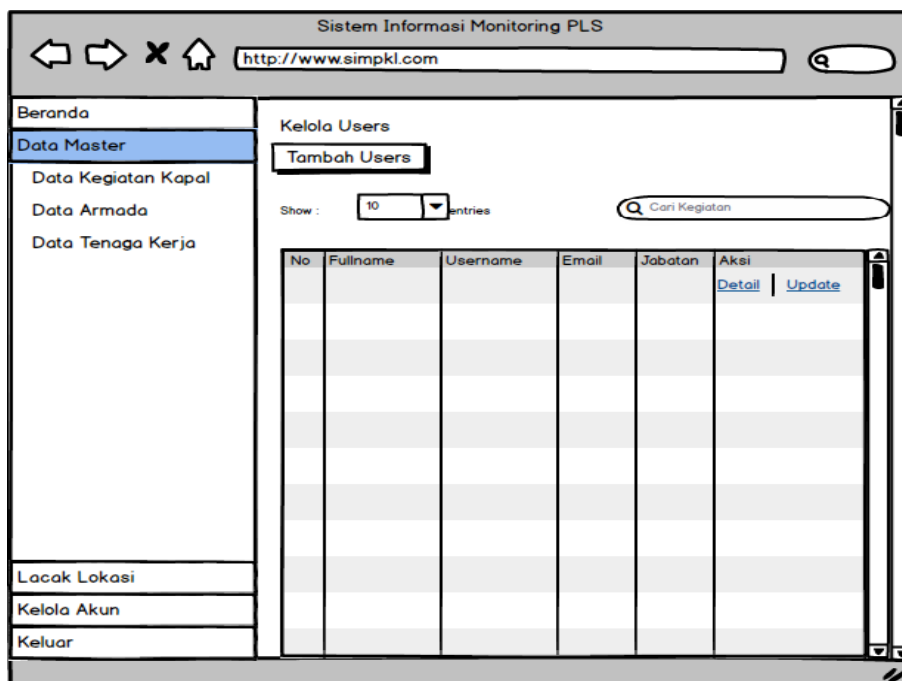 Sistem Informasi Monitoring PLS
http://www.simpkl.com
Beranda
Data Master
Data Kegiatan Kapal
Data Armada
Data Tenaga Kerja
Lacak Lokasi
Kelola Akun
Keluar
Kelola Users
Tambah Users
Show : 10 entries
Cari Kegiatan
No Fullname Username Email Jabatan Aksi
Detail Update